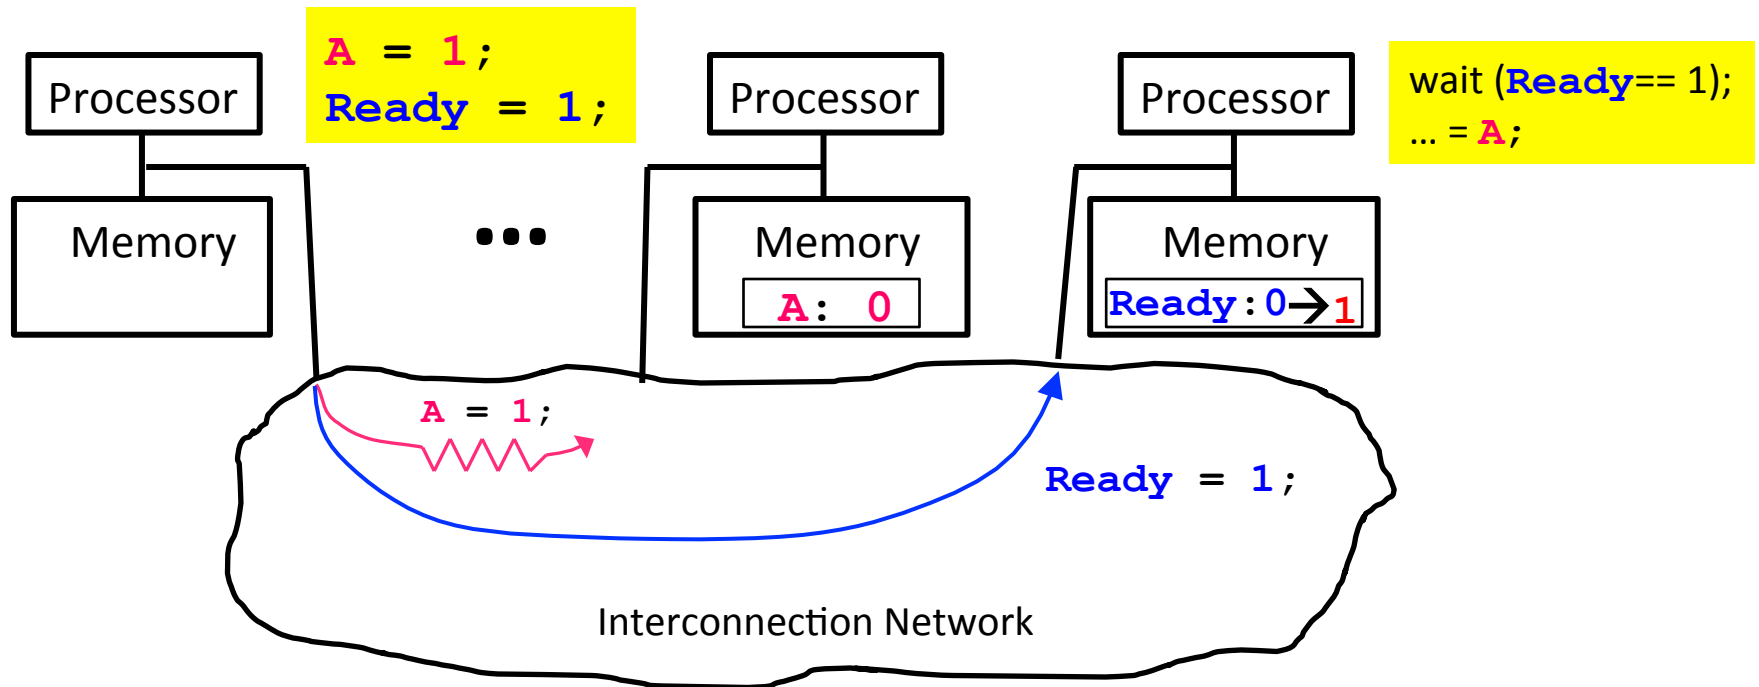 Processor
A = 1;
Ready = 1;
Processor
Processor
wait (Ready== 1);
... = A;
Memory
...
Memory
A: 0
Memory
Ready:0→1
A = 1;
Ready = 1;
Interconnection Network